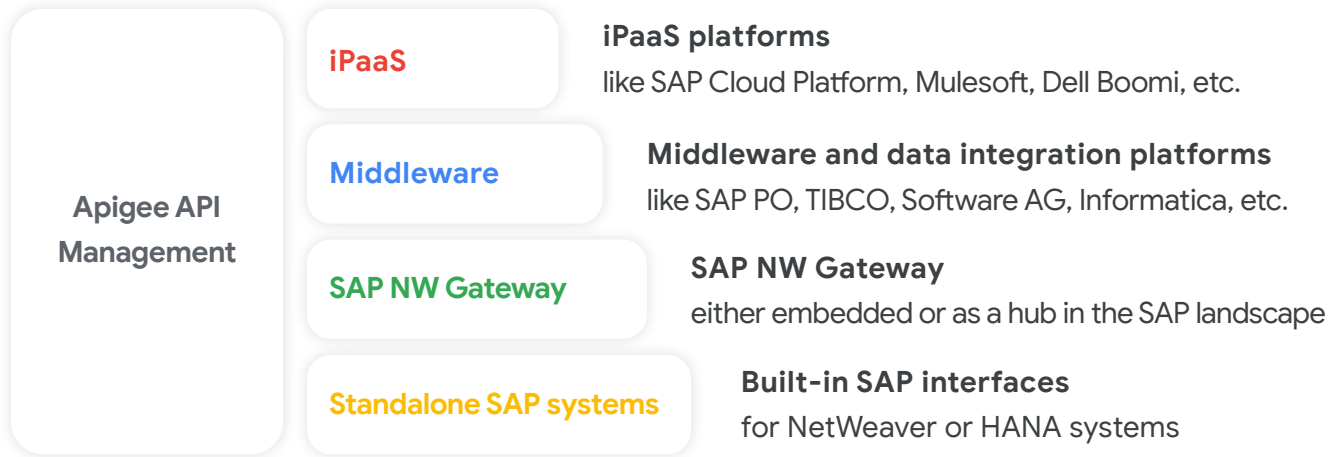 Apigee API
Management
iPaaS
iPaaS platforms
like SAP Cloud Platform, Mulesoft, Dell Boomi, etc.
Middleware
Middleware and data integration platforms
like SAP PO, TIBCO, Software AG, Informatica, etc.
SAP NW Gateway
SAP NW Gateway
either embedded or as a hub in the SAP landscape
Standalone SAP systems
Built-in SAP interfaces
for NetWeaver or HANA systems